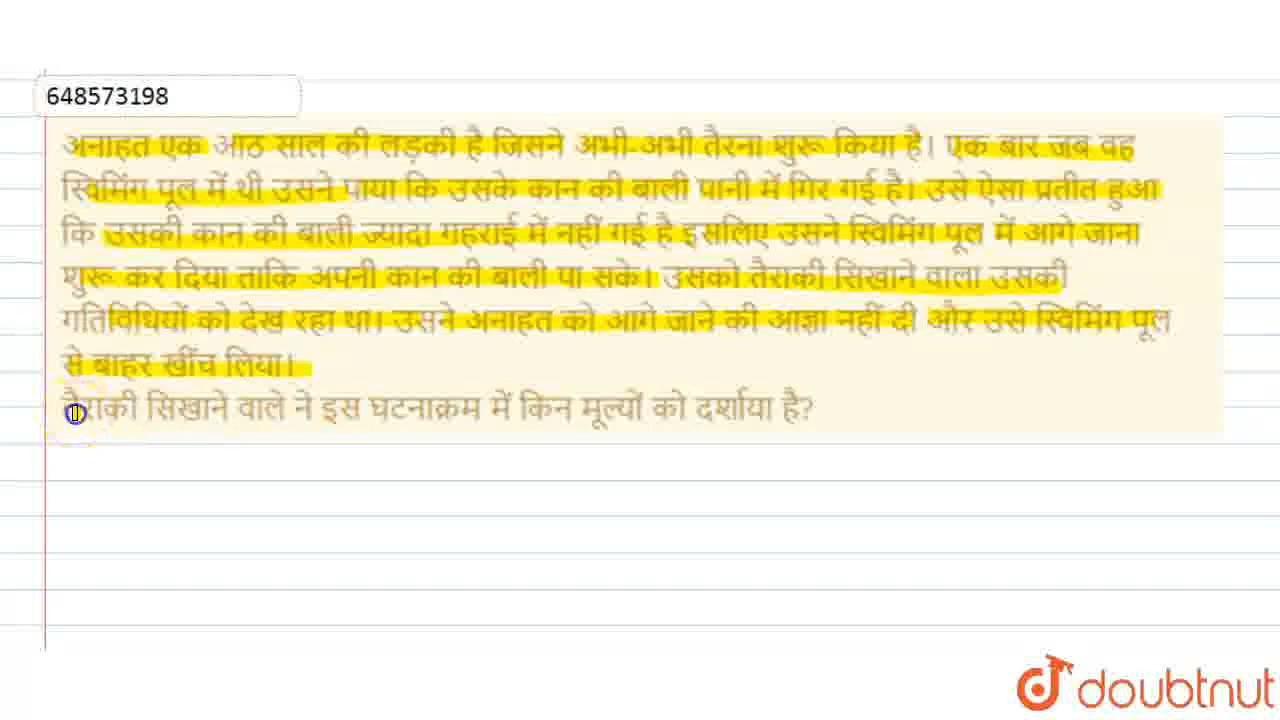 648573198
अनाहत एक आठ साल की लड़की है जिसने अभी-अभी तैरना शुरू किया है। एक बार जब वह
स्विमिंग पूल में थी उसने पाया कि उसके कान की बाली पानी में गिर गई है। उसे ऐसा प्रतीत हुआ
कि उसकी कान की बाली ज्यादा गहराई में नहीं गई है इसलिए उसने स्विमिंग पूल में आगे जाना
शुरू कर दिया ताकि अपनी कान की बाली पा सके। उसको तैराकी सिखाने वाला उसकी
गतिविधियों को देख रहा था। उसने अनाहत को आगे जाने की आज्ञा नहीं दी और उसे स्विमिंग पूल
से बाहर खींच लिया।
तैराकी सिखाने वाले ने इस घटनाक्रम में किन मूल्यों को दर्शाया है?
doubtnut